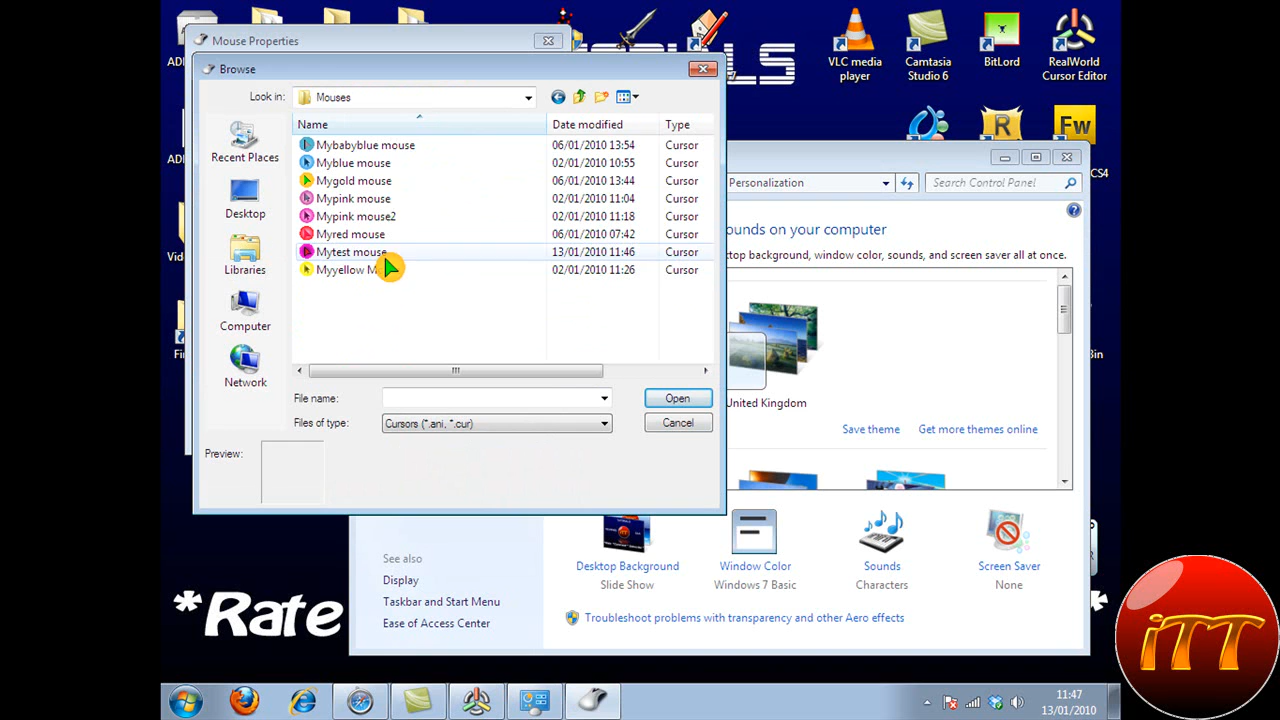 Mouse Properties
Browse
Look in:
Mouses
Name
Date modified
Type
Mybabyblue mouse
06/01/2010 13:54
Cursor
Myblue mouse
02/01/2010 10:55
Cursor
Mygold mouse
06/01/2010 13:44
Cursor
Mypink mouse
02/01/2010 11:04
Cursor
Mypink mouse2
02/01/2010 11:18
Cursor
Myred mouse
06/01/2010 07:42
Cursor
Mytest mouse
13/01/2010 11:46
Cursor
Myyellow M
02/01/2010 11:26
Cursor
Recent Places
Desktop
Libraries
Computer
Network
File name:
Open
Files of type:
Cursors (*.ani, *.cur)
Cancel
Preview:
VLC media
player
Camtasia
Studio 6
BitLord
RealWorld
Cursor Editor
Fw
CS4
Personalization
Search Control Panel
ounds on your computer
top background, window color, sounds, and screen saver all at once.
United Kingdom
Save theme
Get more themes online
See also
Display
Taskbar and Start Menu
Ease of Access Center
Desktop Background
Slide Show
Window Color
Windows 7 Basic
Sounds
Characters
Screen Saver
None
Troubleshoot problems with transparency and other Aero effects
*Rate
*
iTT
11:47
13/01/2010